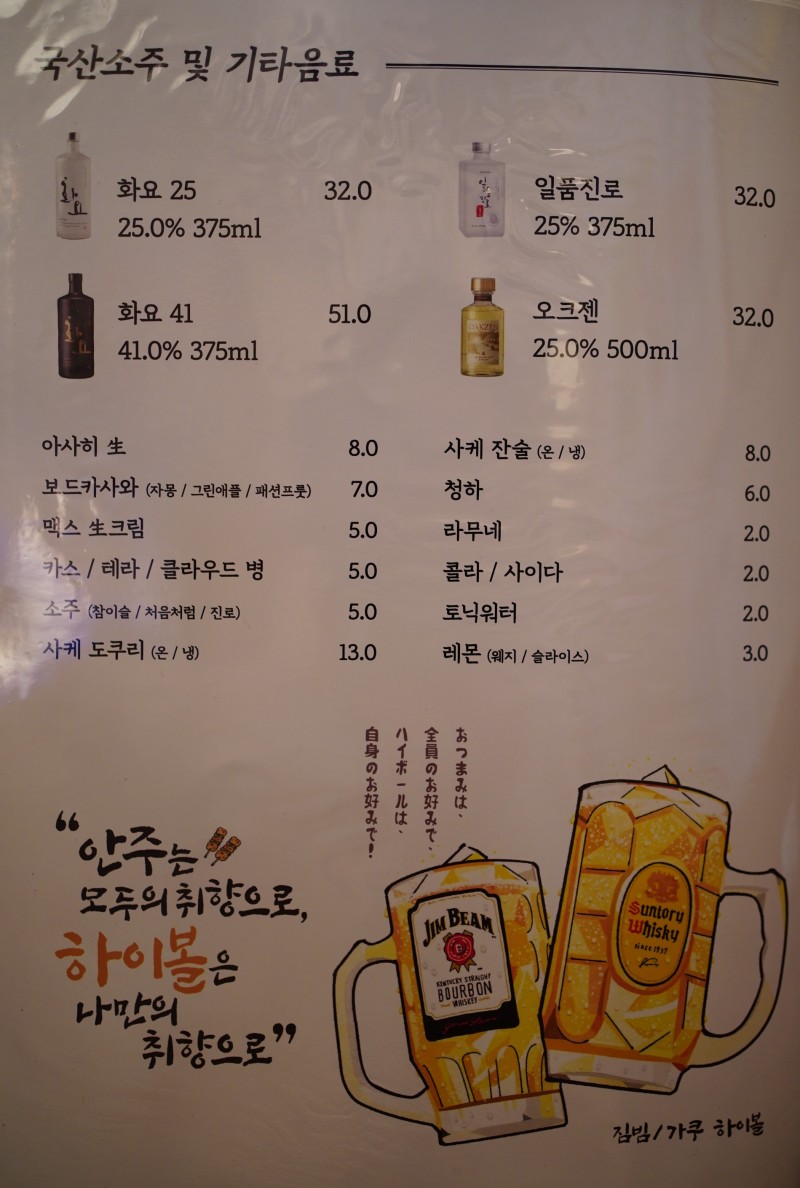 국산소주 및 기타음료
화요 25 32.0
25.0% 375ml
일품진로 32.0
25% 375ml
화요 41 51.0
41.0% 375ml
오크젠 32.0
25.0% 500ml
아사히 生 8.0
보드카사와 (자몽 / 그린애플 / 패션프룻) 7.0
맥스 生크림 5.0
카스 / 테라 / 클라우드 병 5.0
소주 (참이슬 / 처음처럼 / 진로) 5.0
사케 도쿠리 (온 / 냉) 13.0
사케 잔술 (온 / 냉) 8.0
청하 6.0
라무네 2.0
콜라 / 사이다 2.0
토닉워터 2.0
레몬 (웨지 / 슬라이스) 3.0
おつまみは、
全員のお好みで、
ハイボールは、
自身のお好みで!
“안주는
모두의 취향으로,
하이볼은
나만의
취향으로”
JIM BEAM
KENTUCKY STRAIGHT
BOURBON
WHISKEY
Suntory
Whisky
SINCE 1937
짐빔/가쿠 하이볼